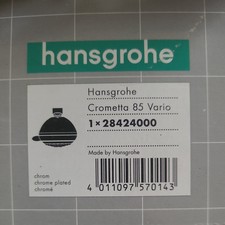 hansgrohe
Hansgrohe
Crometta 85 Vario
1 × 28424000
Made by Hansgrohe
chrom
chrome plated
chromé
4 011097 570143